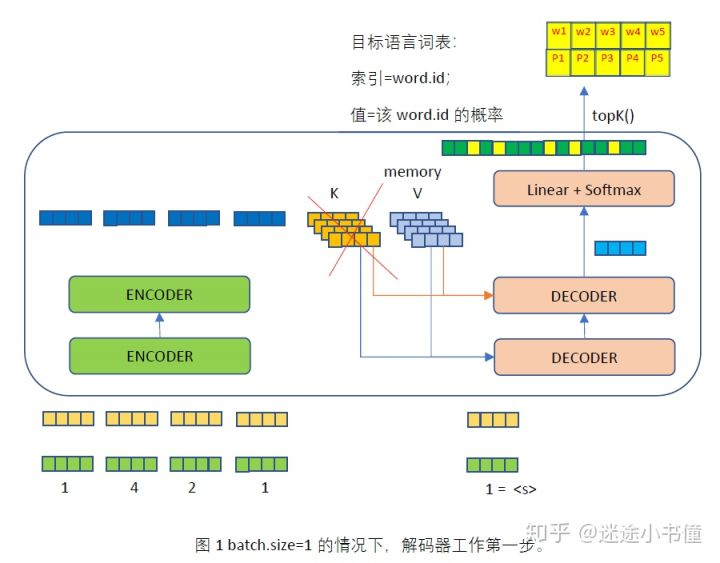 目标语言词表：
索引=word.id；
值=该 word.id 的概率
w1 w2 w3 w4 w5
P1 P2 P3 P4 P5
topK()
memory
K V
Linear + Softmax
ENCODER
ENCODER
DECODER
DECODER
1 4 2 1
1 = <s>
知乎 @迷途小书僮
图 1 batch.size=1 的情况下，解码器工作第一步。